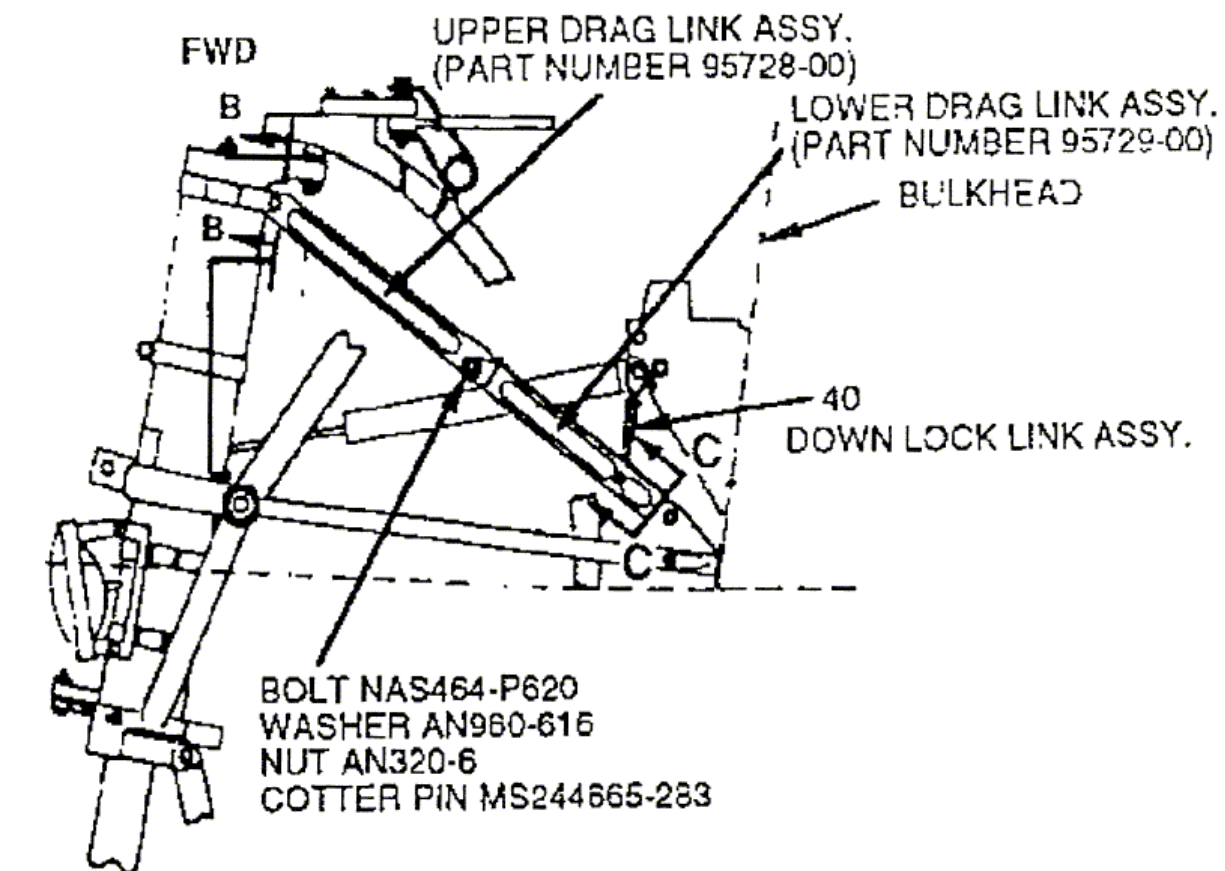 FWD
UPPER DRAG LINK ASSY.
(PART NUMBER 95728-00)
B
LOWER DRAG LINK ASSY.
(PART NUMBER 95729-00)
BULKHEAD
B
40
DOWN LOCK LINK ASSY.
C
C
BOLT NAS464-P620
WASHER AN960-616
NUT AN320-6
COTTER PIN MS244665-283